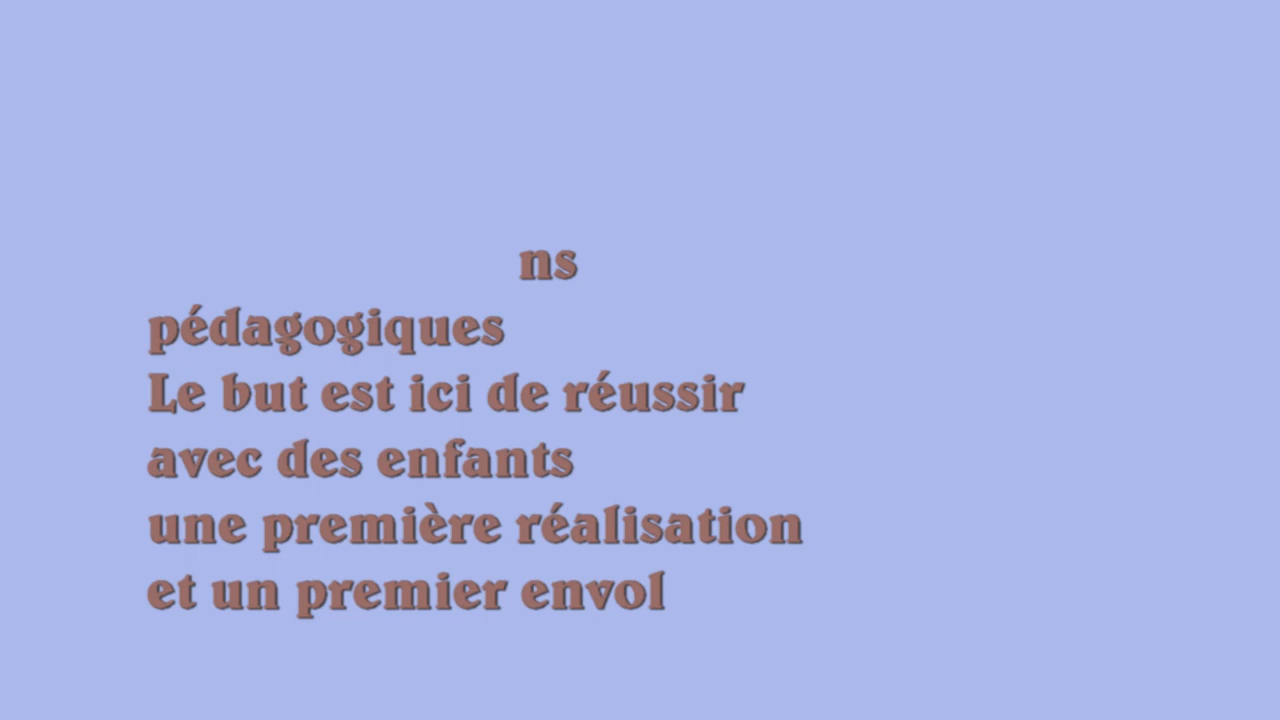 ns
pédagogiques
Le but est ici de réussir
avec des enfants
une première réalisation
et un premier envol